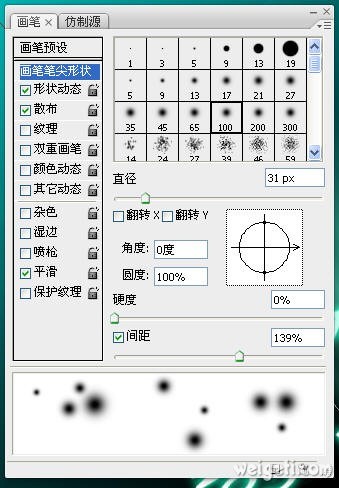 画笔 × 仿制源
画笔预设
画笔笔尖形状
形状动态
散布
纹理
双重画笔
颜色动态
其它动态
杂色
湿边
喷枪
平滑
保护纹理
1 3 5 9 13 19
5 9 13 17 21 27
35 45 65 100 200 300
14 24 27 39 46 59
直径 31 px
翻转 X 翻转 Y
角度: 0度
圆度: 100%
硬度 0%
间距 139%